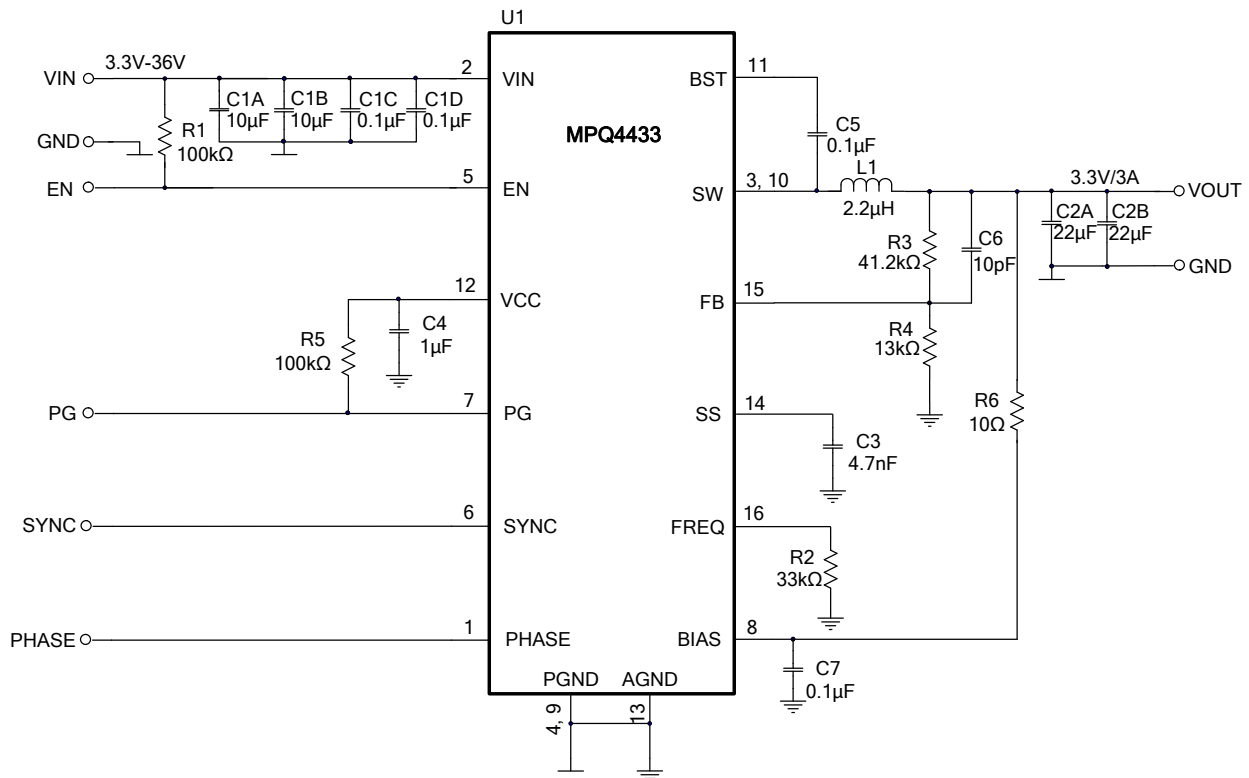 U1
MPQ4433
3.3V-36V
VIN
GND
EN
R1
100kΩ
C1A
10µF
C1B
10µF
C1C
0.1µF
C1D
0.1µF
2
VIN
5
EN
12
VCC
C4
1µF
R5
100kΩ
PG
7
PG
SYNC
6
SYNC
PHASE
1
PHASE
PGND
AGND
4, 9
13
BST
11
C5
0.1µF
SW
3, 10
L1
2.2µH
3.3V/3A
VOUT
C2A
22µF
C2B
22µF
GND
R3
41.2kΩ
C6
10pF
FB
15
R4
13kΩ
SS
14
C3
4.7nF
R6
10Ω
FREQ
16
R2
33kΩ
BIAS
8
C7
0.1µF